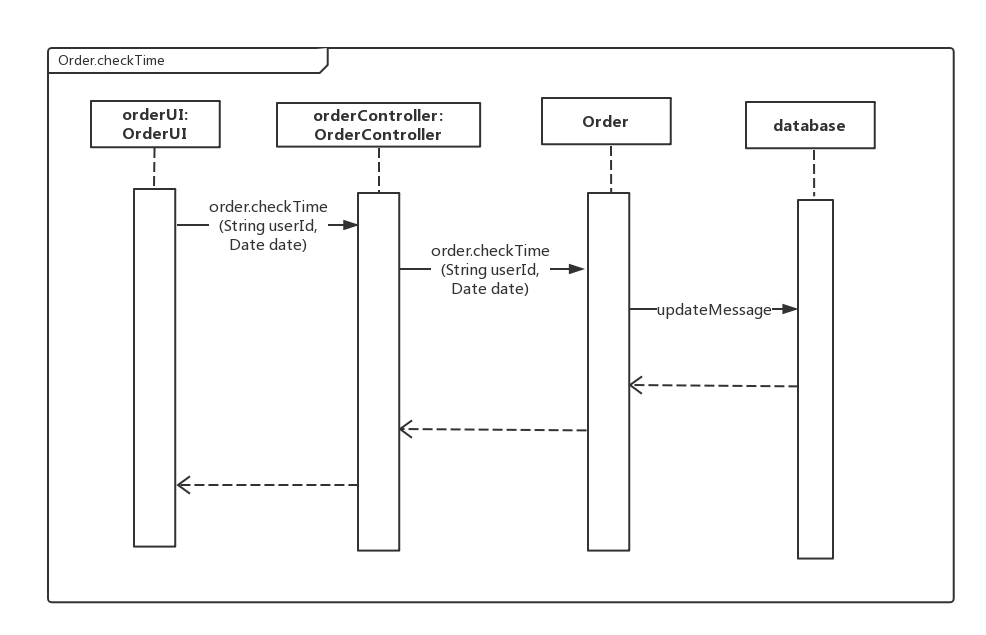 Order.checkTime
orderUI:
OrderUI
orderController:
OrderController
Order
database
order.checkTime
(String userId,
Date date)
order.checkTime
(String userId,
Date date)
updateMessage